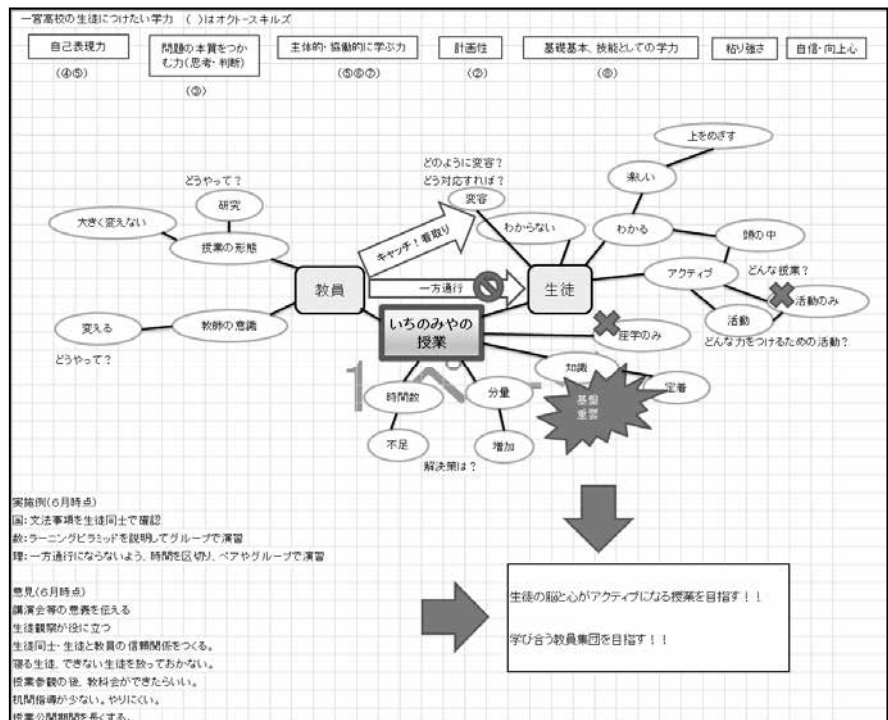 一宮高校の生徒につけたい学力　( )はオクトースキルズ
自己表現力
問題の本質をつか
む力(思考・判断)
主体的・協働的に学ぶ力
計画性
基礎基本、技能としての学力
粘り強さ
自信・向上心
(④⑤)
(③)
(⑤⑥⑦)
(②)
(⑧)
上をめざす
どのように変容？
どう対応すれば？
楽しい
どうやって？
変容
研究
大きく変えない
わからない
わかる
頭の中
授業の形態
キャッチ！看取り
アクティブ
どんな授業？
教員
一方通行
生徒
活動のみ
変える
教師の意識
いちのみやの
授業
活動
座学のみ
どうやって？
どんな力をつけるための活動？
知識
定着
時間数
分量
基盤
重要
不足
増加
解決策は？
実施例(6月時点)
国：文法事項を生徒同士で確認
数：ラーニングピラミッドを説明してグループで演習
理：一方通行にならないよう、時間を区切り、ペアやグループで演習
意見(6月時点)
講演会等の意義を伝える
生徒観察が役に立つ
生徒同士・生徒と教員の信頼関係をつくる。
寝る生徒、できない生徒を放っておかない。
授業参観の後、教科会ができたらいい。
机間指導が少ない。やりにくい。
授業公開期間を長くする。
生徒の脳と心がアクティブになる授業を目指す！！
学び合う教員集団を目指す！！